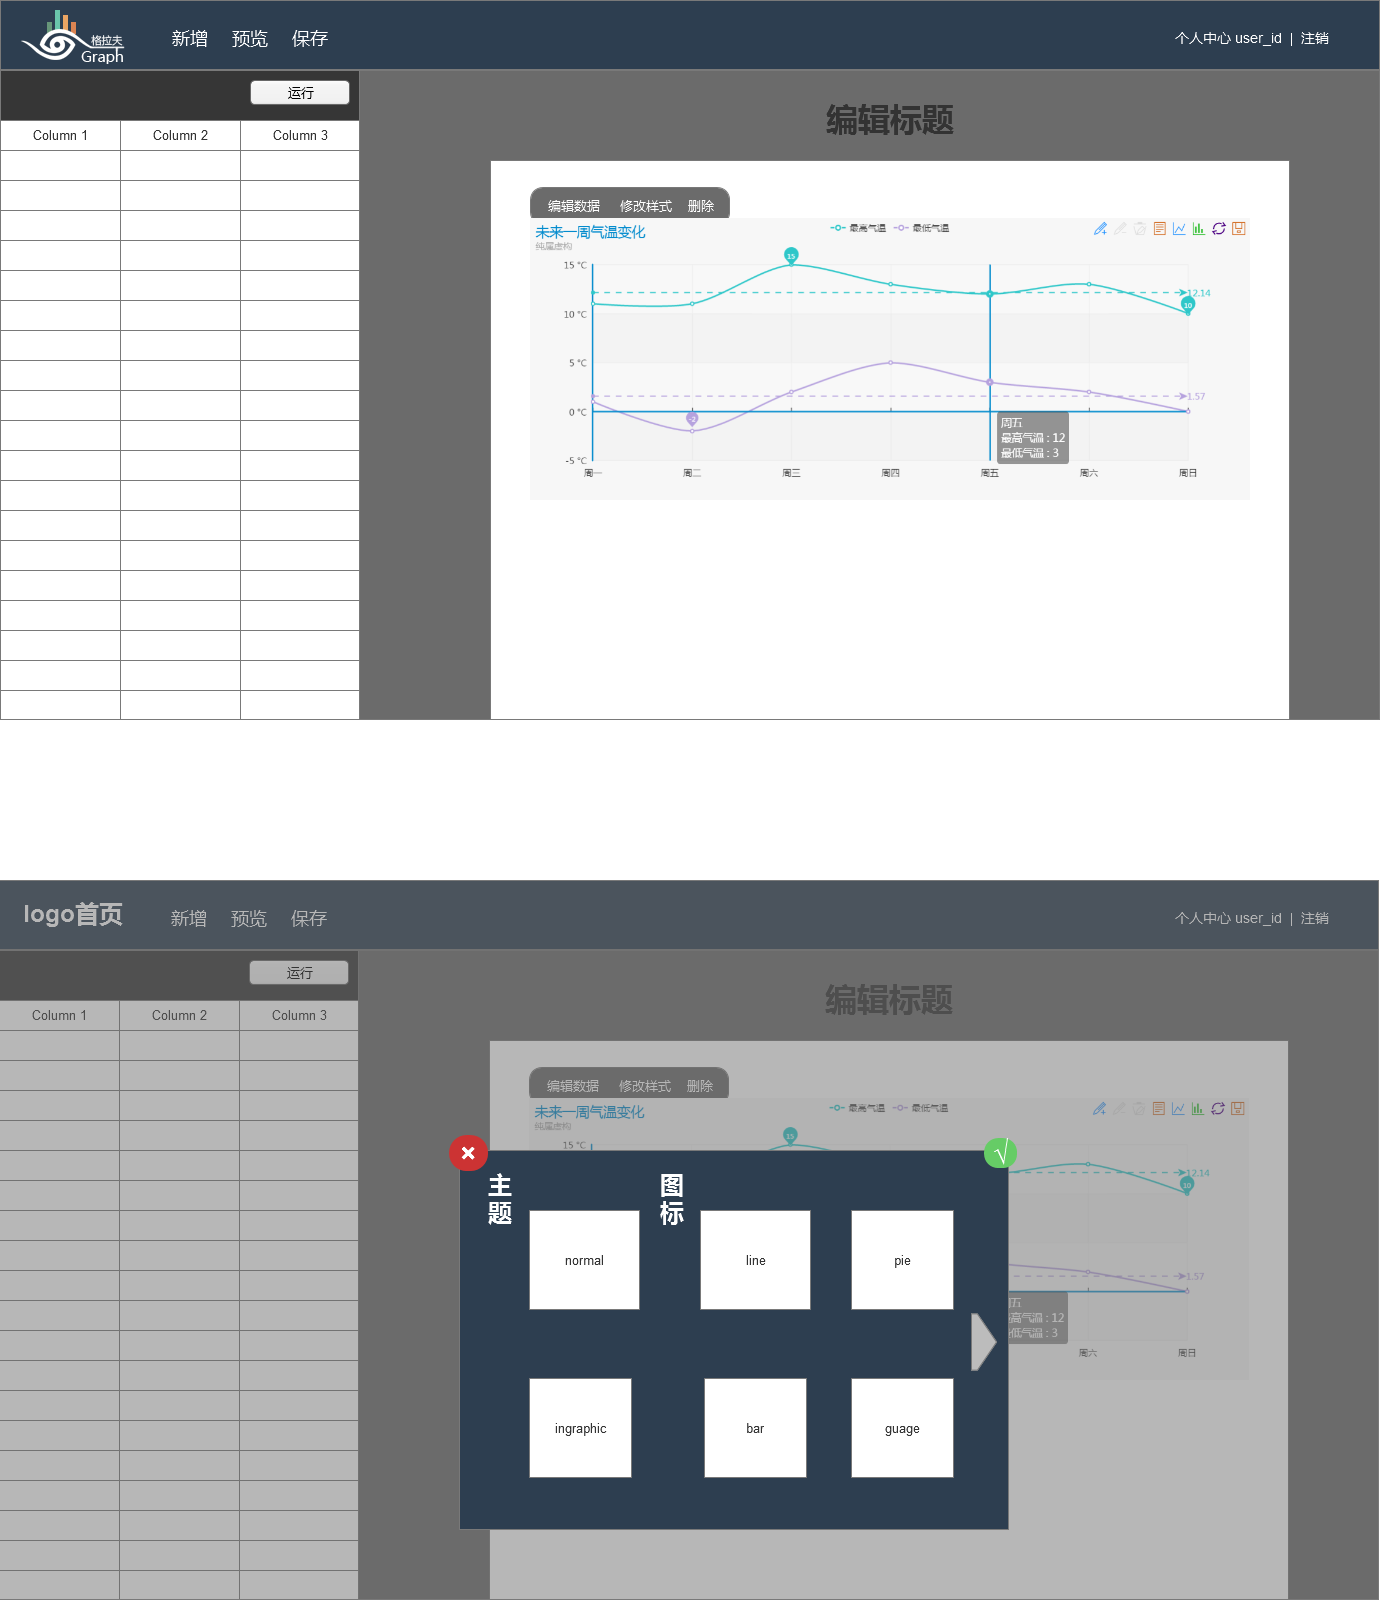 格拉夫
Graph
新增 预览 保存
个人中心 user_id | 注销
运行
Column 1 Column 2 Column 3
编辑标题
编辑数据 修改样式 删除
未来一周气温变化
纯属虚构
最高气温 最低气温
15 °C
10 °C
5 °C
0 °C
-5 °C
15
12.14
10
1.57
-2
周五
最高气温 : 12
最低气温 : 3
周一 周二 周三 周四 周五 周六 周日
logo首页
新增 预览 保存
个人中心 user_id | 注销
运行
Column 1 Column 2 Column 3
编辑标题
编辑数据 修改样式 删除
未来一周气温变化
纯属虚构
最高气温 最低气温
15 °C
15
12.14
10
1.57
五
高气温 : 12
低气温 : 3
周六 周日
√
主题
图标
normal line pie
ingraphic bar guage